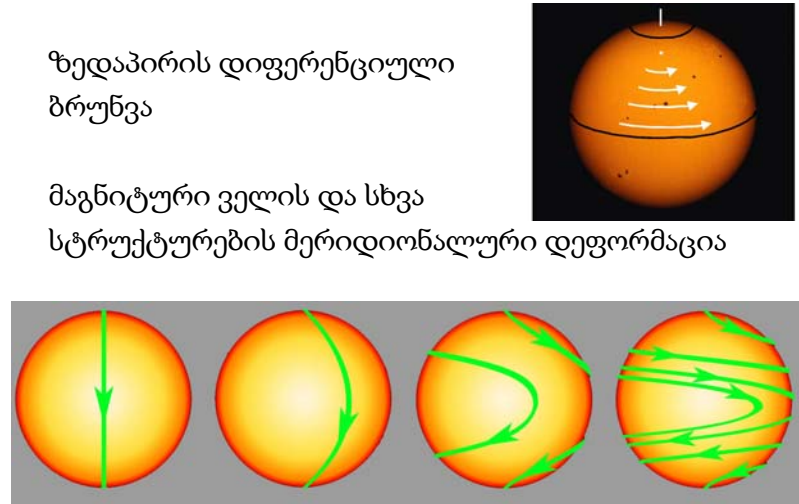 ზედაპირის დიფერენციული
ბრუნვა
მაგნიტური ველის და სხვა
სტრუქტურების მერიდიონალური დეფორმაცია